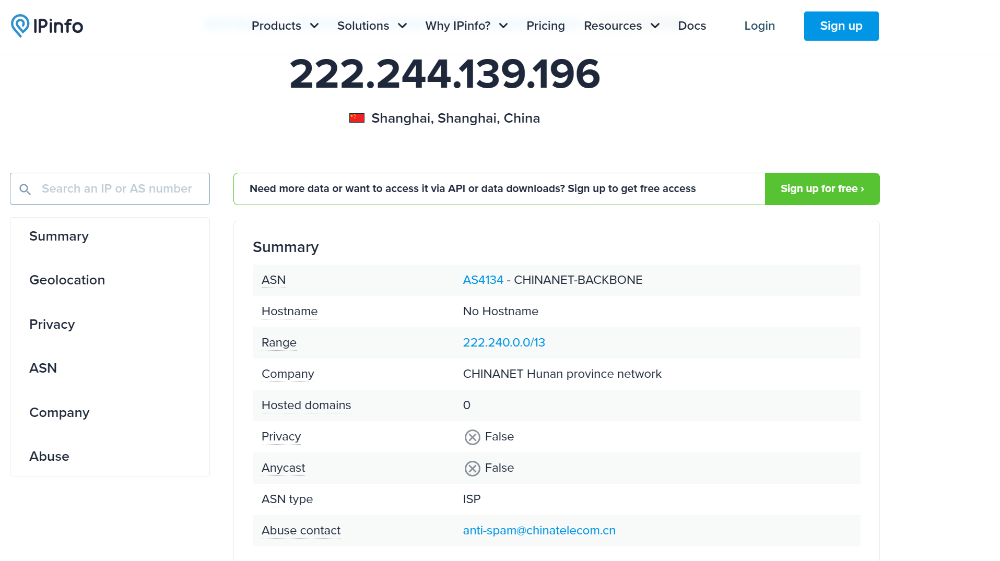 IPinfo
Products Solutions Why IPinfo? Pricing Resources Docs Login Sign up
222.244.139.196
Shanghai, Shanghai, China
Search an IP or AS number
Need more data or want to access it via API or data downloads? Sign up to get free access Sign up for free ›
Summary
Geolocation
Privacy
ASN
Company
Abuse
Summary
ASN AS4134 - CHINANET-BACKBONE
Hostname No Hostname
Range 222.240.0.0/13
Company CHINANET Hunan province network
Hosted domains 0
Privacy False
Anycast False
ASN type ISP
Abuse contact anti-spam@chinatelecom.cn